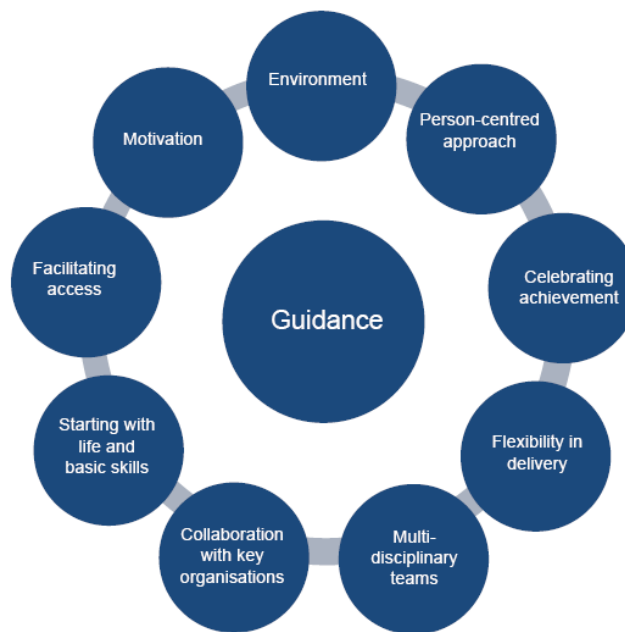 Environment
Person-centred
approach
Celebrating
achievement
Flexibility in
delivery
Multi-
disciplinary
teams
Collaboration
with key
organisations
Starting with
life and
basic skills
Facilitating
access
Motivation
Guidance